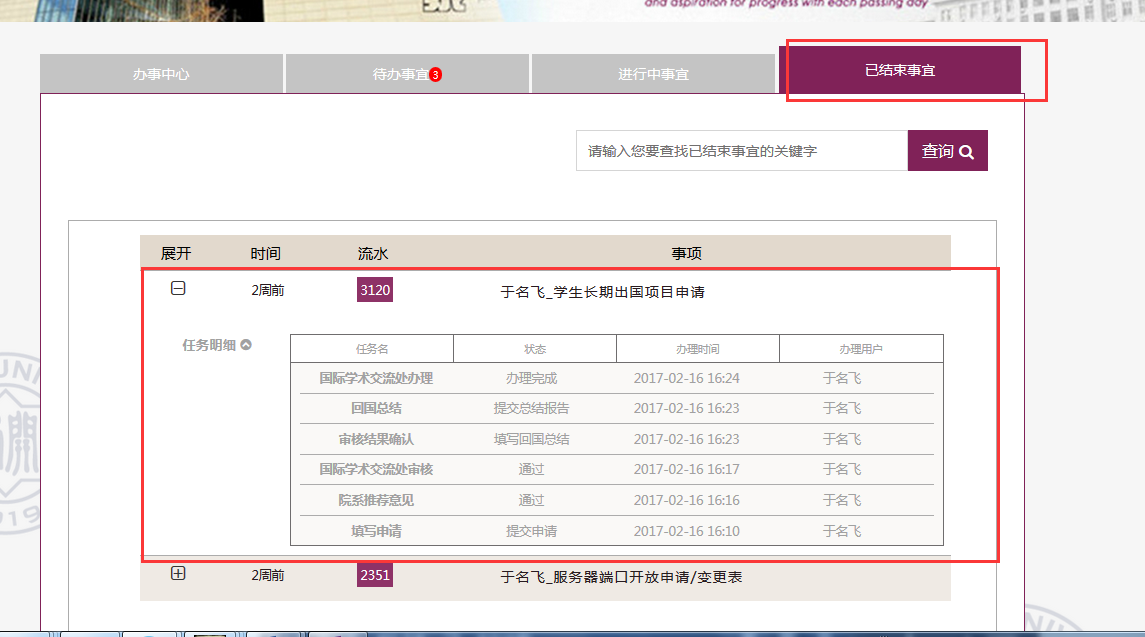 and aspiration for progress with each passing day
办事中心 待办事宜 3 进行中事宜 已结束事宜
请输入您要查找已结束事宜的关键字 查询
展开 时间 流水 事项
2周前 3120 于名飞_学生长期出国项目申请
任务明细 任务名 状态 办理时间 办理用户
国际学术交流处办理 办理完成 2017-02-16 16:24 于名飞
回国总结 提交总结报告 2017-02-16 16:23 于名飞
审核结果确认 填写回国总结 2017-02-16 16:23 于名飞
国际学术交流处审核 通过 2017-02-16 16:17 于名飞
院系推荐意见 通过 2017-02-16 16:16 于名飞
填写申请 提交申请 2017-02-16 16:10 于名飞
2周前 2351 于名飞_服务器端口开放申请/变更表